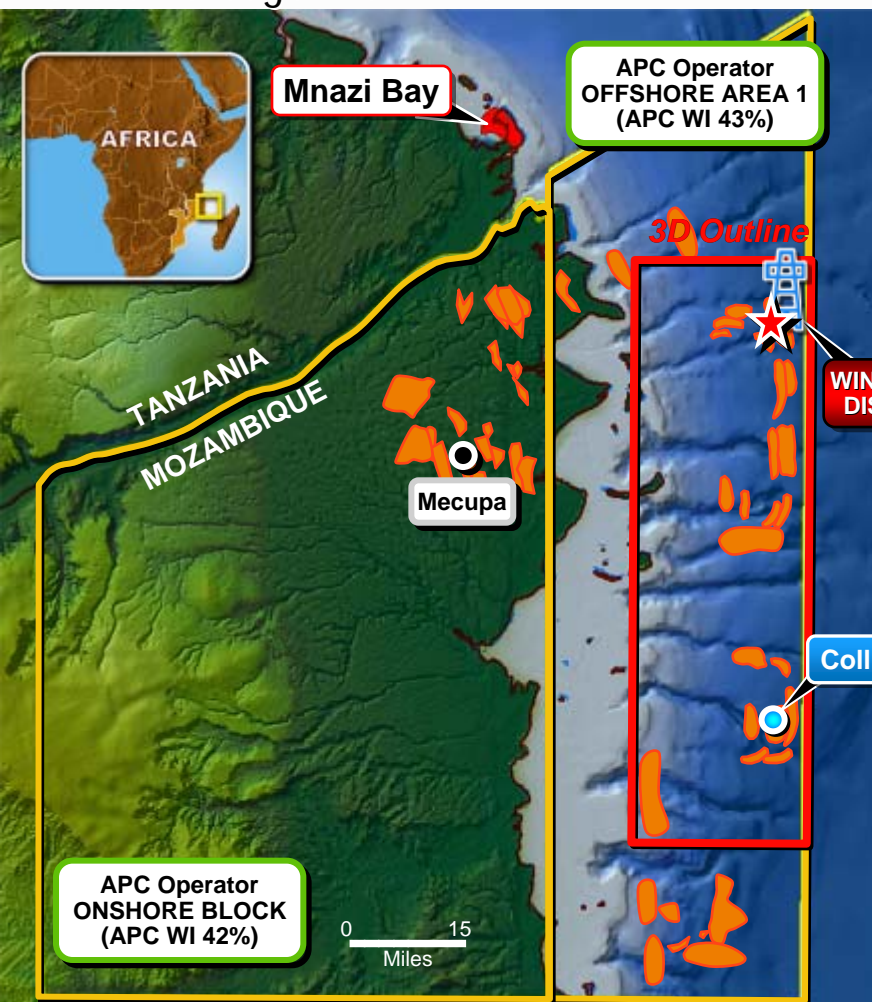 AFRICA
Mnazi Bay
APC Operator
OFFSHORE AREA 1
(APC WI 43%)
3D Outline
TANZANIA
MOZAMBIQUE
Mecupa
APC Operator
ONSHORE BLOCK
(APC WI 42%)
0 15
Miles